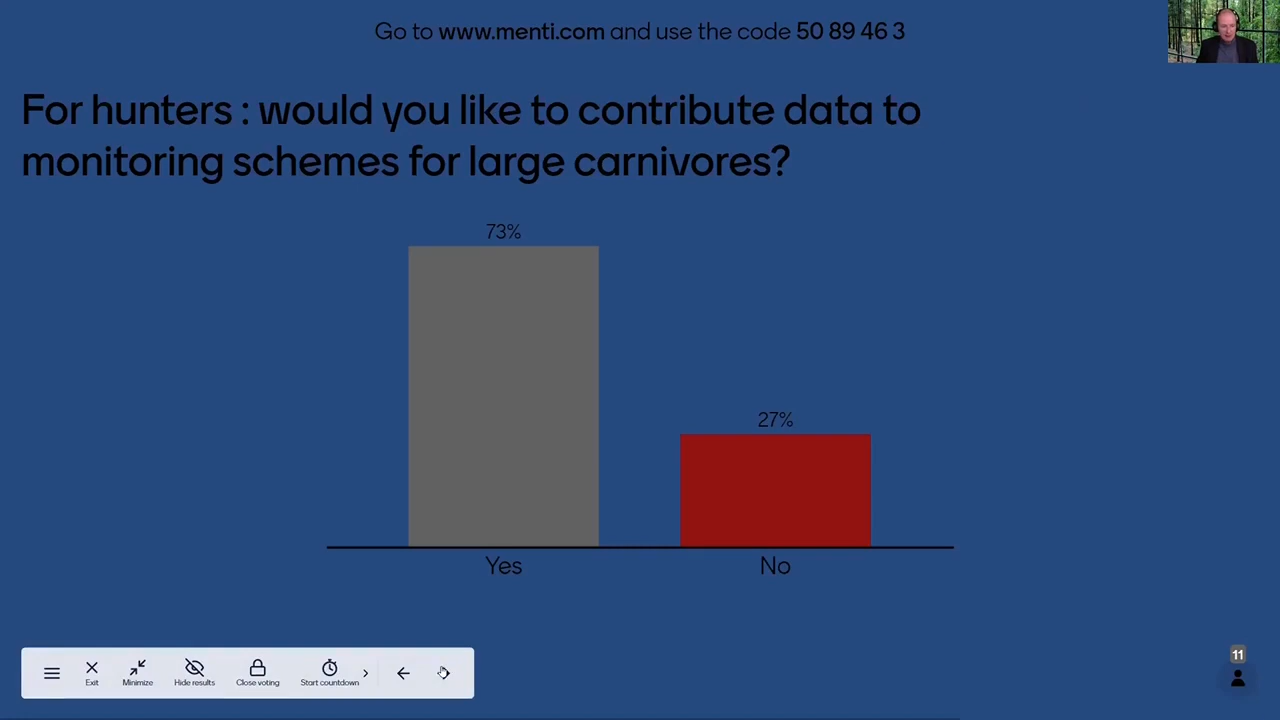 Go to www.menti.com and use the code 50 89 46 3
For hunters : would you like to contribute data to
monitoring schemes for large carnivores?
73%
27%
Yes
No
Exit
Minimize
Hide results
Close voting
Start countdown
11